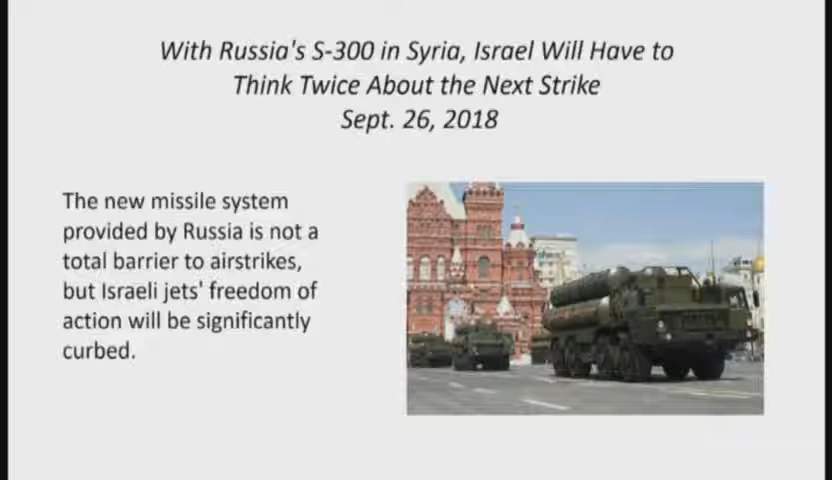 With Russia's S-300 in Syria, Israel Will Have to
Think Twice About the Next Strike
Sept. 26, 2018
The new missile system
provided by Russia is not a
total barrier to airstrikes,
but Israeli jets' freedom of
action will be significantly
curbed.